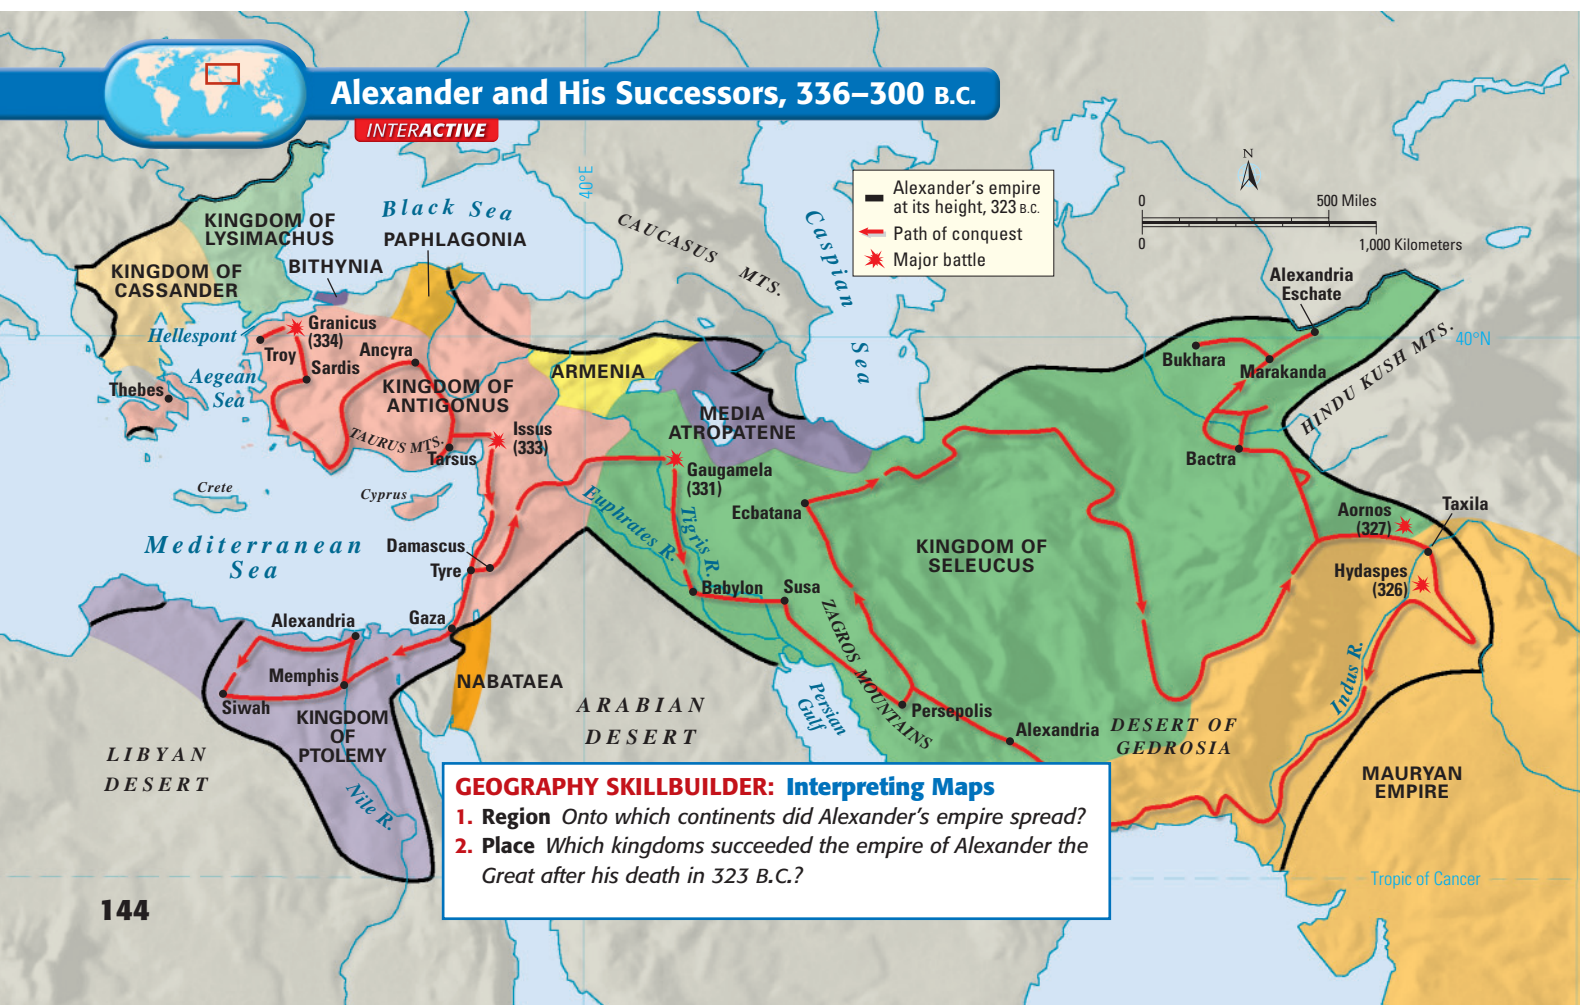 Alexander and His Successors, 336–300 B.C.
INTERACTIVE
40°E
N
0 500 Miles
0 1,000 Kilometers
Alexander's empire
at its height, 323 B.C.
Path of conquest
Major battle
Black Sea
CAUCASUS MTS.
Caspian Sea
KINGDOM OF
LYSIMACHUS
PAPHLAGONIA
BITHYNIA
KINGDOM OF
CASSANDER
Hellespont
Granicus
(334)
Troy
Sardis
Ancyra
Aegean
Sea
Thebes
KINGDOM OF
ANTIGONUS
TAURUS MTS.
Tarsus
Issus
(333)
ARMENIA
MEDIA
ATROPATENE
Alexandria
Eschate
Bukhara
Marakanda
40°N
HINDU KUSH MTS.
Bactra
Gaugamela
(331)
Crete
Cyprus
Euphrates R.
Tigris R.
Ecbatana
Aornos
(327)
Taxila
Mediterranean
Sea
Damascus
Tyre
KINGDOM OF
SELEUCUS
Hydaspes
(326)
Babylon
Susa
Alexandria
Gaza
ZAGROS MOUNTAINS
Memphis
Siwah
NABATAEA
Indus R.
KINGDOM
OF
PTOLEMY
ARABIAN
DESERT
Persian
Gulf
Persepolis
Alexandria
DESERT OF
GEDROSIA
LIBYAN
DESERT
Nile R.
MAURYAN
EMPIRE
Tropic of Cancer
GEOGRAPHY SKILLBUILDER: Interpreting Maps
1. Region Onto which continents did Alexander's empire spread?
2. Place Which kingdoms succeeded the empire of Alexander the
Great after his death in 323 B.C.?
144